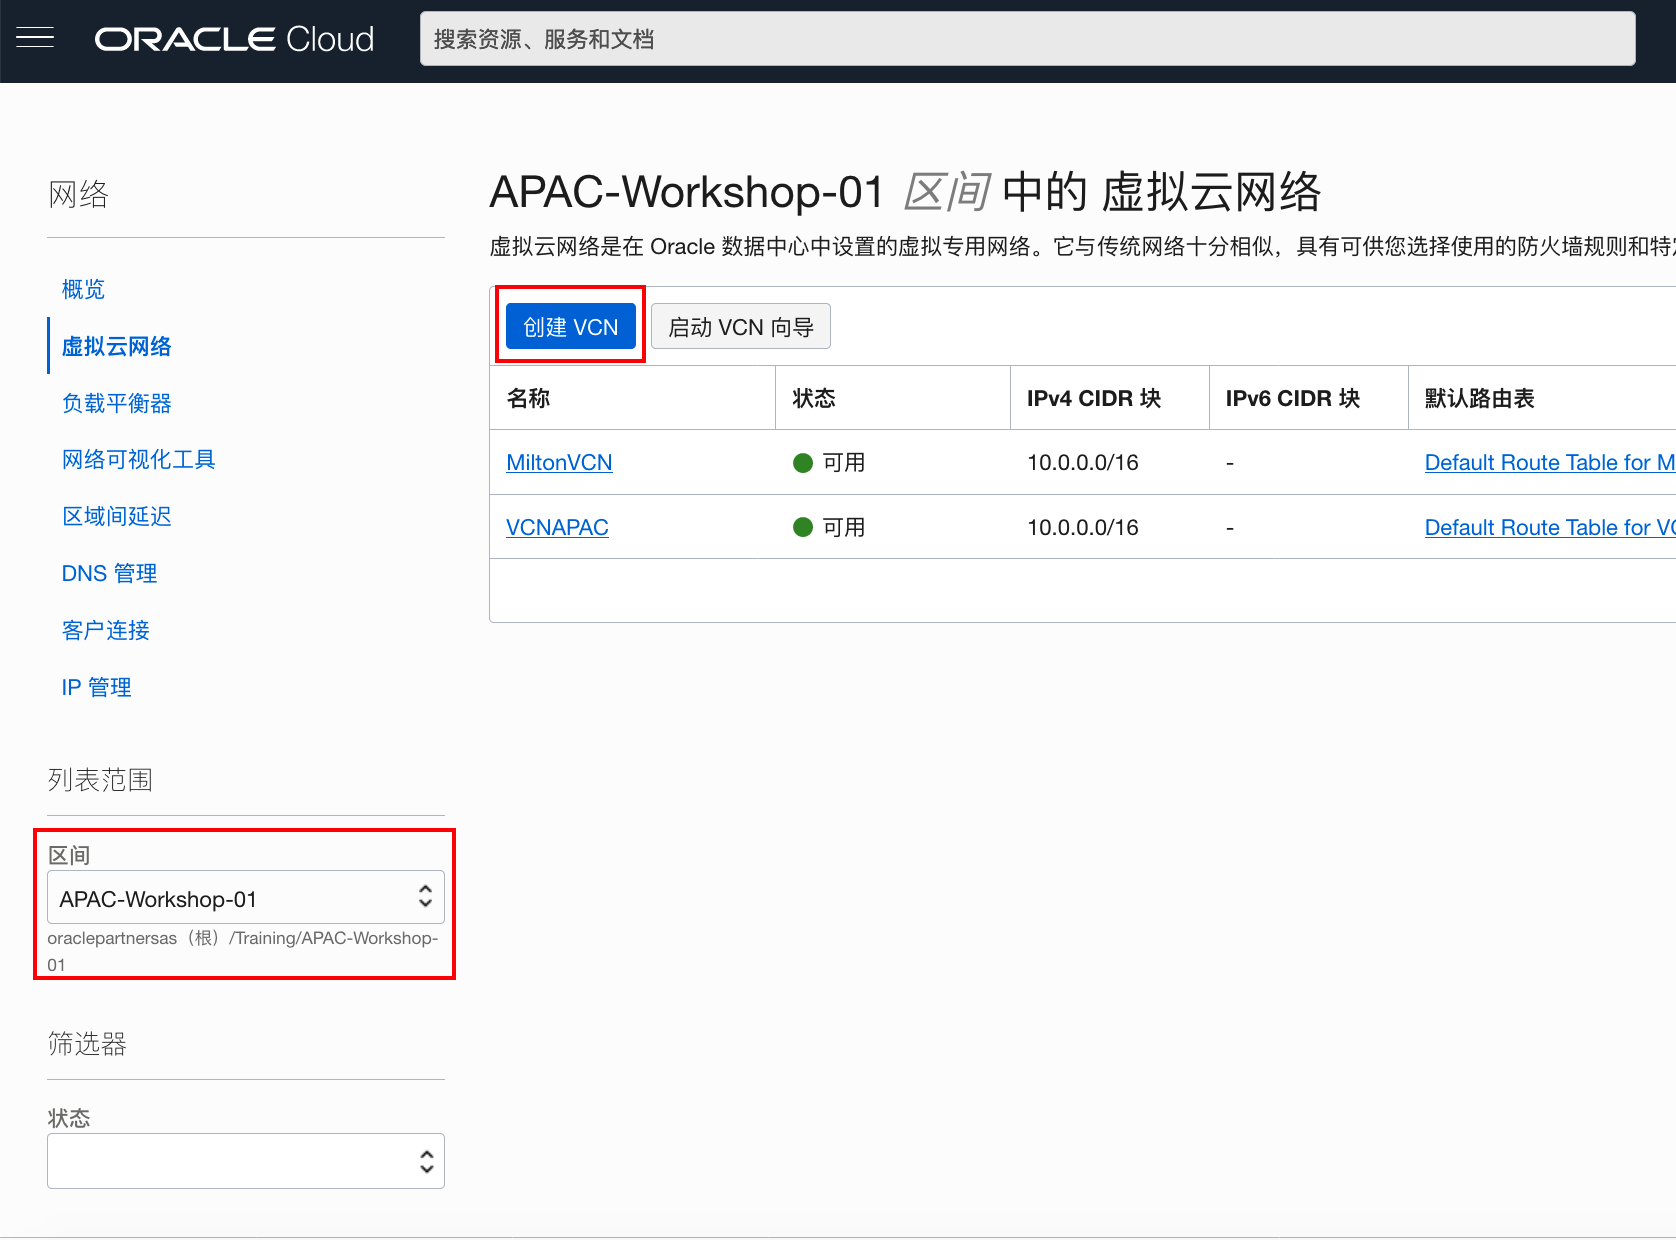 ORACLE Cloud
搜索资源、服务和文档
网络
概览
虚拟云网络
负载平衡器
网络可视化工具
区域间延迟
DNS 管理
客户连接
IP 管理
列表范围
区间
APAC-Workshop-01
oraclepartnersas（根）/Training/APAC-Workshop-
01
筛选器
状态
APAC-Workshop-01 区间 中的 虚拟云网络
虚拟云网络是在 Oracle 数据中心中设置的虚拟专用网络。它与传统网络十分相似，具有可供您选择使用的防火墙规则和特定
创建 VCN 启动 VCN 向导
名称 状态 IPv4 CIDR 块 IPv6 CIDR 块 默认路由表
MiltonVCN 可用 10.0.0.0/16 - Default Route Table for M
VCNAPAC 可用 10.0.0.0/16 - Default Route Table for VC